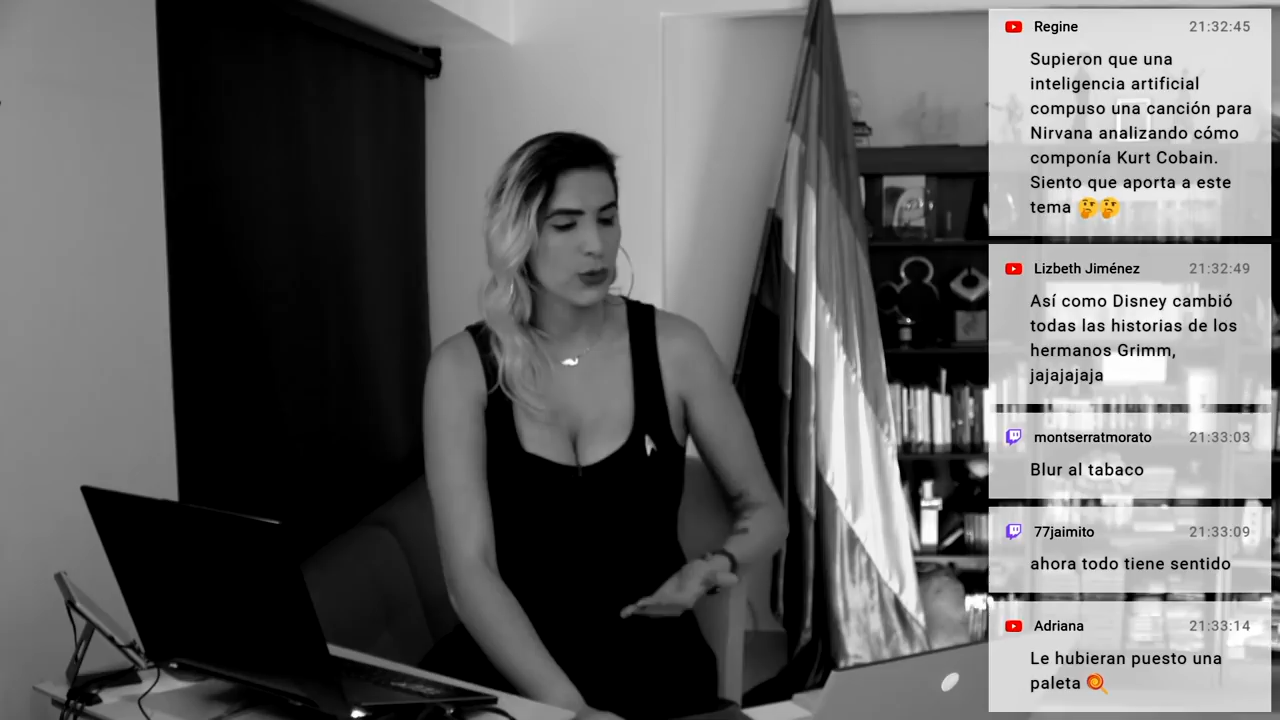 Regine 21:32:45
Supieron que una
inteligencia artificial
compuso una canción para
Nirvana analizando cómo
componía Kurt Cobain.
Siento que aporta a este
tema 🤔🤔
Lizbeth Jiménez 21:32:49
Así como Disney cambió
todas las historias de los
hermanos Grimm,
jajajajaja
montserratmorato 21:33:03
Blur al tabaco
77jaimito 21:33:09
ahora todo tiene sentido
Adriana 21:33:14
Le hubieran puesto una
paleta 🍭